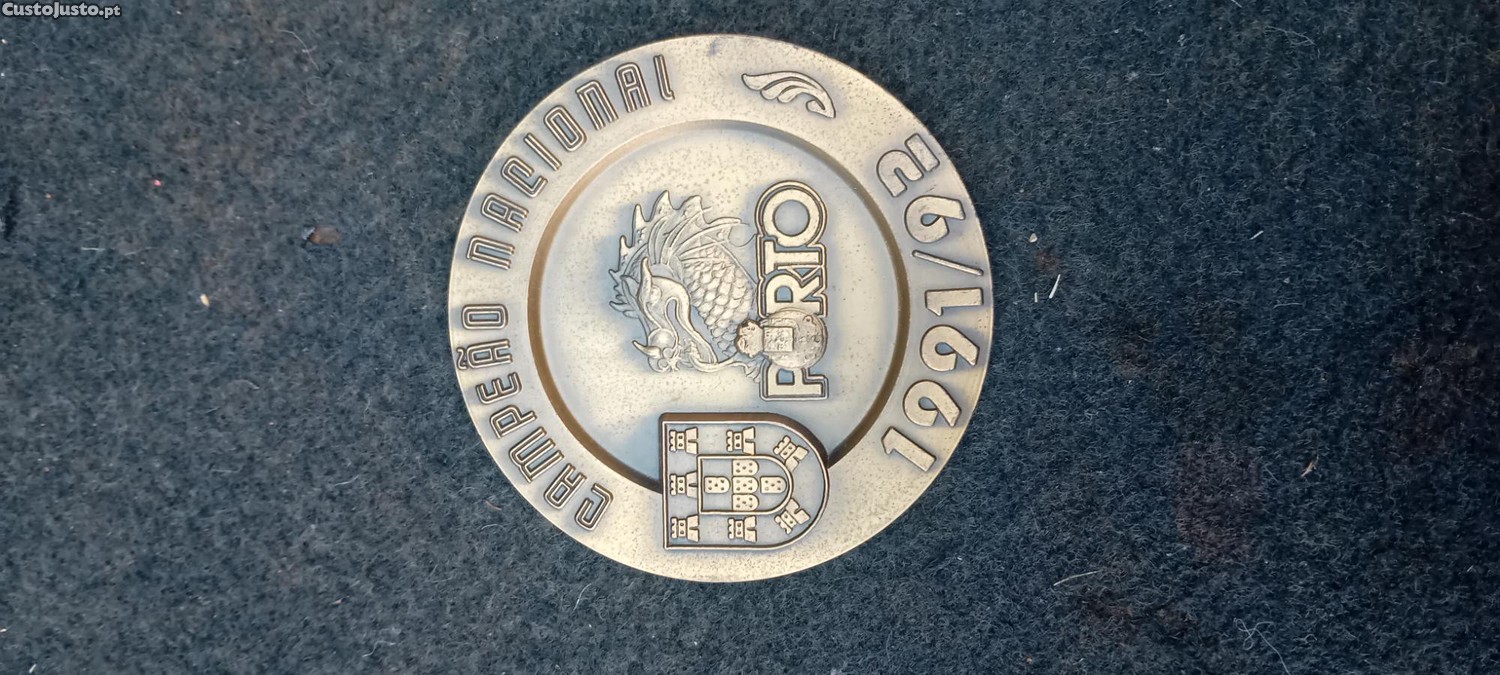 CustoJusto.pt
CAMPEÃO NACIONAL
PORTO
1991/92